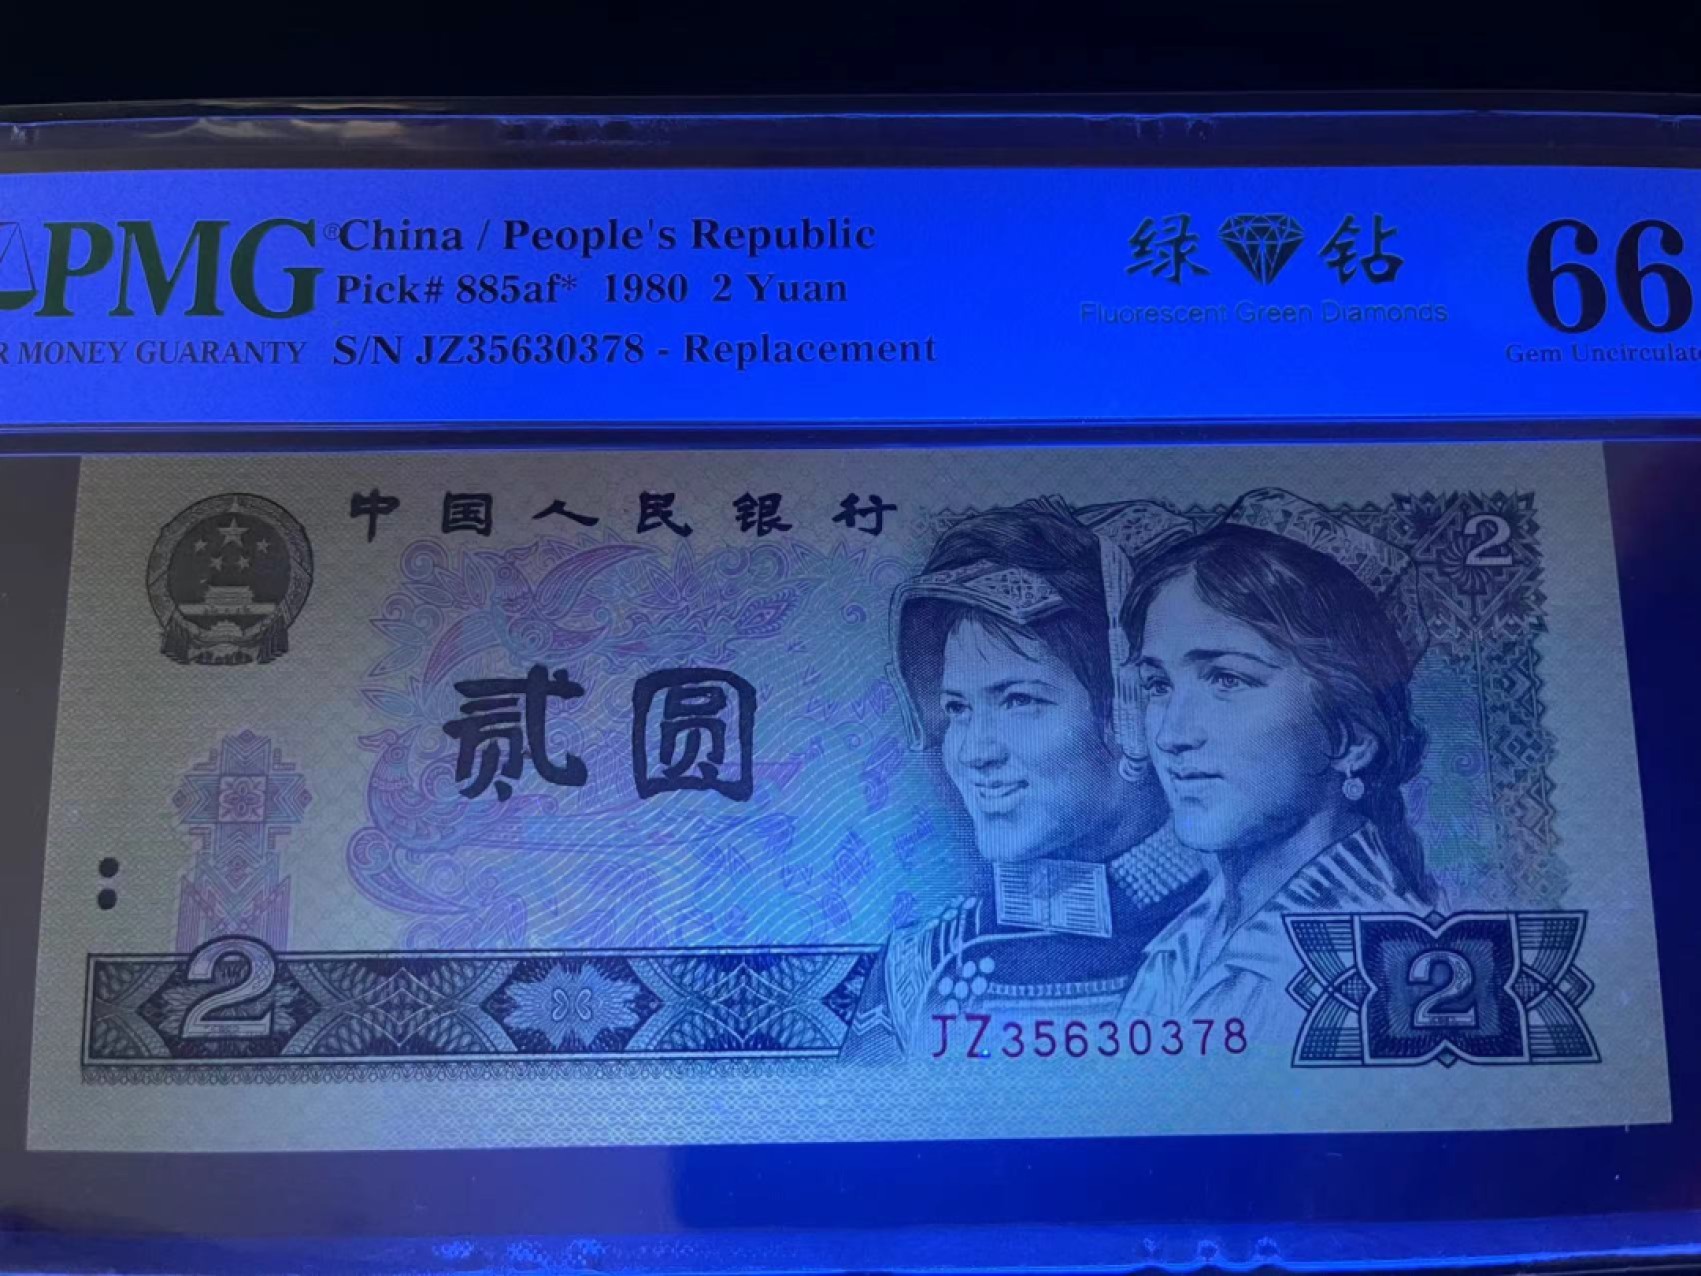 PMG® China / People's Republic 绿 钻 66
Pick# 885af* 1980 2 Yuan
Fluorescent Green Diamonds
R MONEY GUARANTY S/N JZ35630378 - Replacement Gem Uncirculate
中国人民银行
2
贰圆
2
2
JZ35630378